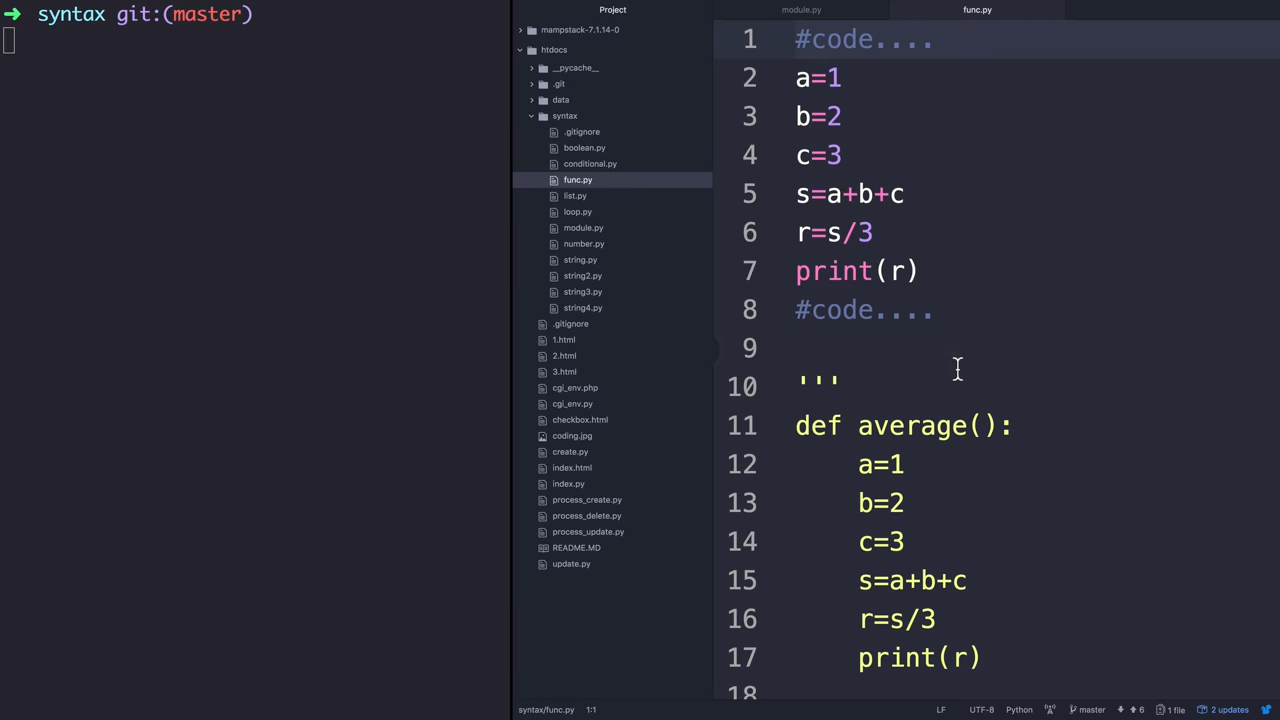 → syntax git:(master)
Project
mampstack-7.1.14-0
htdocs
__pycache__
.git
data
syntax
.gitignore
boolean.py
conditional.py
func.py
list.py
loop.py
module.py
number.py
string.py
string2.py
string3.py
string4.py
.gitignore
1.html
2.html
3.html
cgi_env.php
cgi_env.py
checkbox.html
coding.jpg
create.py
index.html
index.py
process_create.py
process_delete.py
process_update.py
README.MD
update.py
module.py func.py
1 #code....
2 a=1
3 b=2
4 c=3
5 s=a+b+c
6 r=s/3
7 print(r)
8 #code....
9
10 '''
11 def average():
12     a=1
13     b=2
14     c=3
15     s=a+b+c
16     r=s/3
17     print(r)
18
syntax/func.py 1:1 LF UTF-8 Python master 6 1 file 2 updates